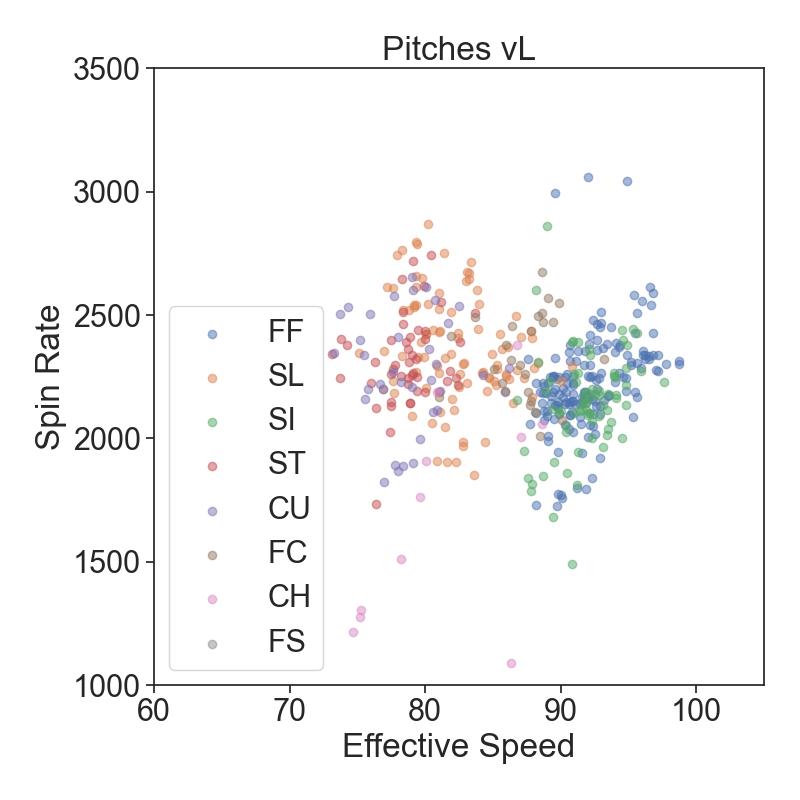 Pitches vL
3500
3000
2500
2000
1500
1000
Spin Rate
FF
SL
SI
ST
CU
FC
CH
FS
60 70 80 90 100
Effective Speed